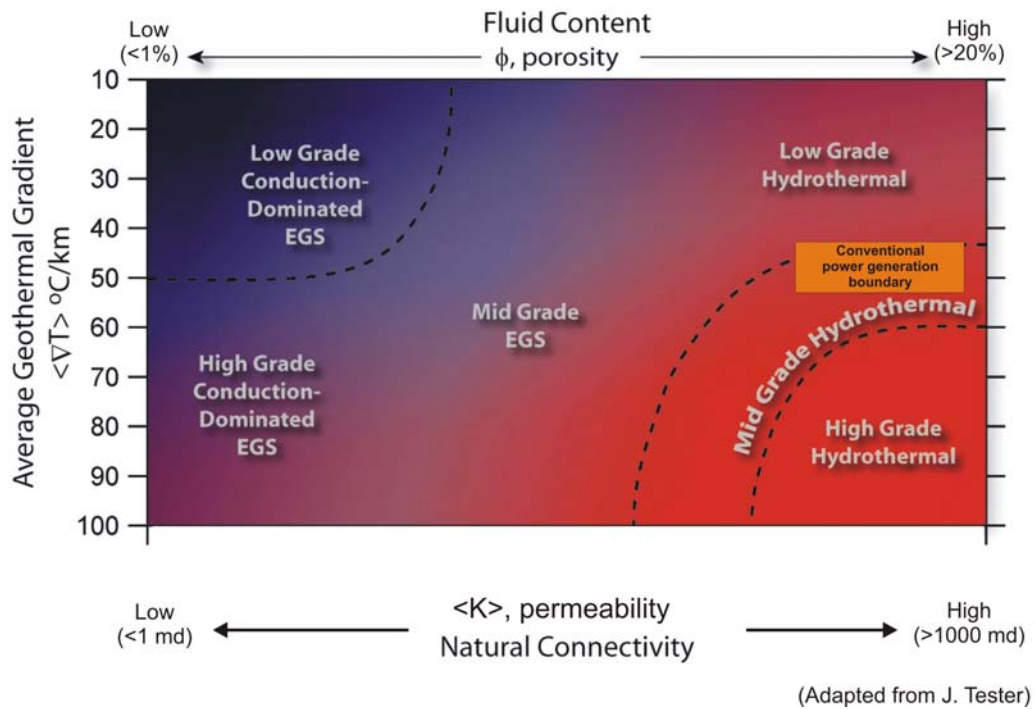 Fluid Content
Low
(<1%)
ϕ, porosity
High
(>20%)
Average Geothermal Gradient
<∇T> ºC/km
10
20
30
40
50
60
70
80
90
100
Low Grade
Conduction-
Dominated
EGS
Low Grade
Hydrothermal
Conventional
power generation
boundary
Mid Grade
EGS
Mid Grade Hydrothermal
High Grade
Conduction-
Dominated
EGS
High Grade
Hydrothermal
Low
(<1 md)
<K>, permeability
Natural Connectivity
High
(>1000 md)
(Adapted from J. Tester)